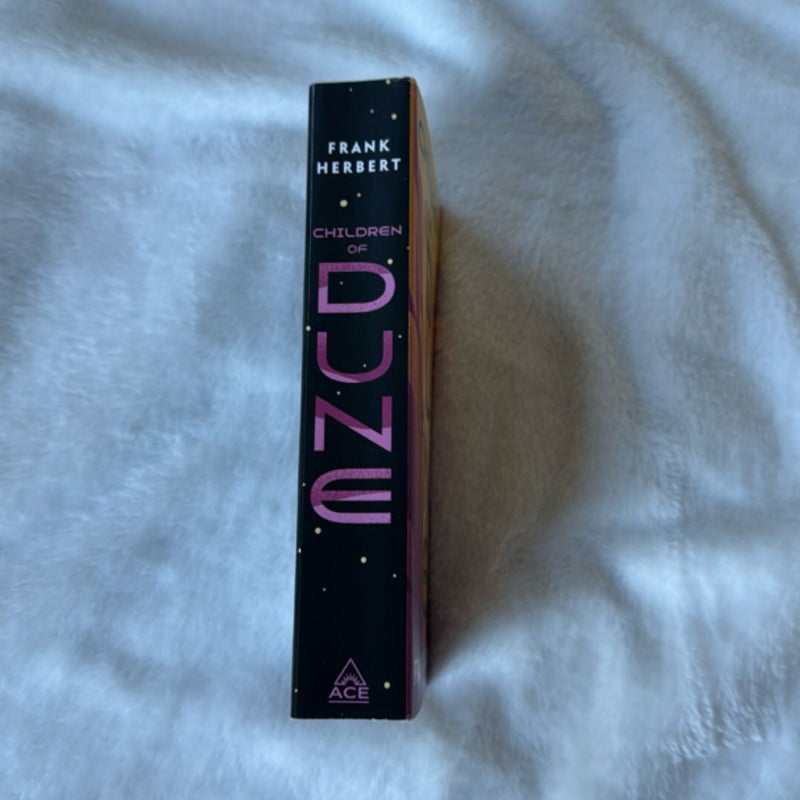 FRANK
HERBERT
CHILDREN
OF
DUNE
ACE